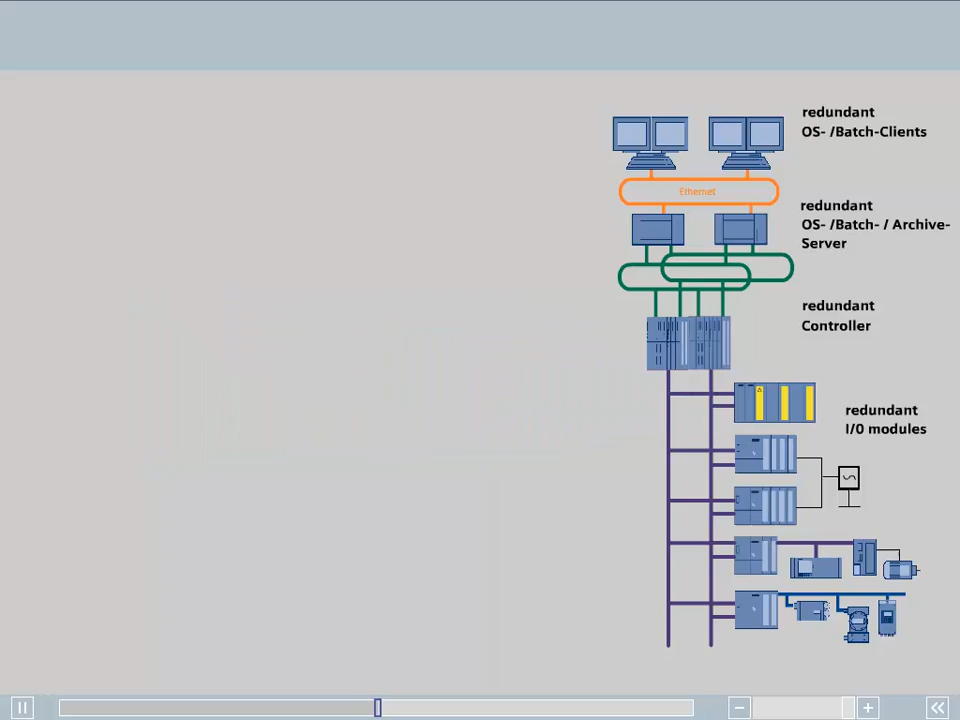 redundant
OS- /Batch-Clients
Ethernet
redundant
OS- /Batch- / Archive-
Server
redundant
Controller
redundant
I/0 modules